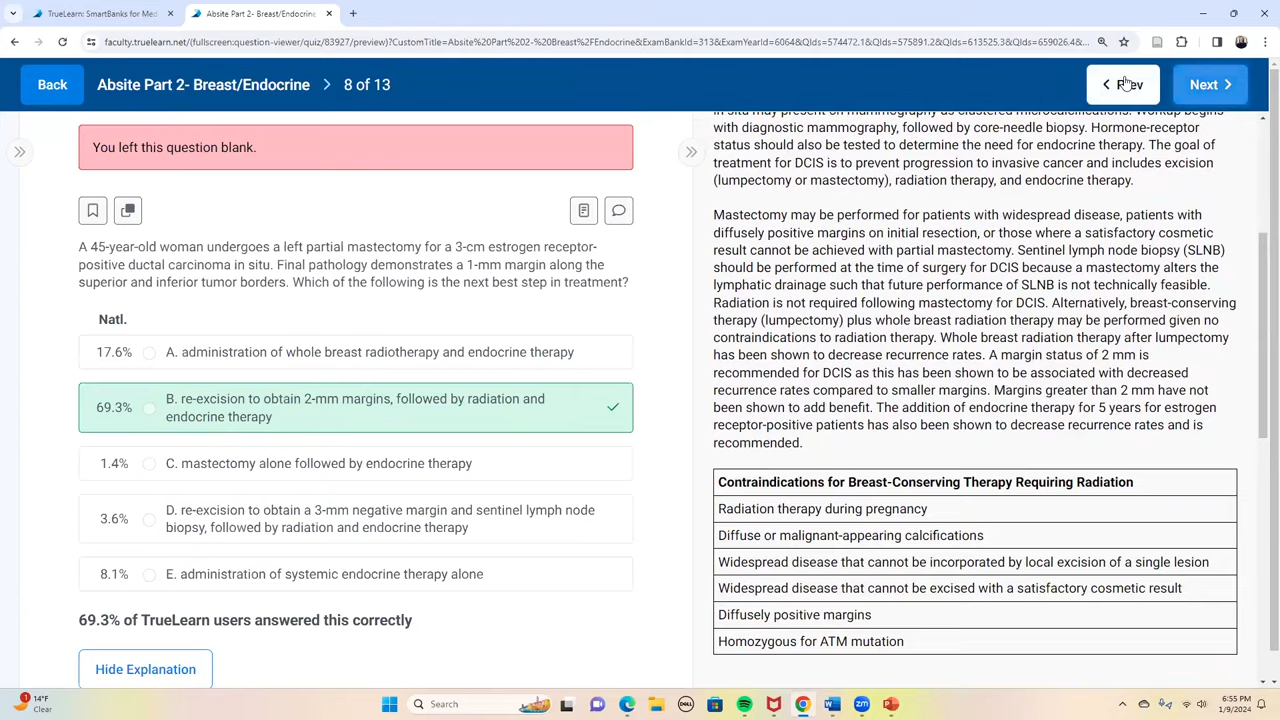 TrueLearn: SmartBanks for Med
Absite Part 2- Breast/Endocrine
faculty.truelearn.net/(fullscreen:question-viewer/quiz/83927/preview)?CustomTitle=Absite%20Part%202-%20Breast%2FEndocrine&ExamBankId=313&ExamYearId=6064&QIds=574472.1&QIds=575891.2&QIds=613525.3&QIds=659026.4&...
Back
Absite Part 2- Breast/Endocrine
8 of 13
Prev
Next
You left this question blank.
A 45-year-old woman undergoes a left partial mastectomy for a 3-cm estrogen receptor-
positive ductal carcinoma in situ. Final pathology demonstrates a 1-mm margin along the
superior and inferior tumor borders. Which of the following is the next best step in treatment?
Natl.
17.6% A. administration of whole breast radiotherapy and endocrine therapy
69.3% B. re-excision to obtain 2-mm margins, followed by radiation and
endocrine therapy
1.4% C. mastectomy alone followed by endocrine therapy
3.6% D. re-excision to obtain a 3-mm negative margin and sentinel lymph node
biopsy, followed by radiation and endocrine therapy
8.1% E. administration of systemic endocrine therapy alone
69.3% of TrueLearn users answered this correctly
Hide Explanation
in situ may present on mammography as clustered microcalcifications. Workup begins
with diagnostic mammography, followed by core-needle biopsy. Hormone-receptor
status should also be tested to determine the need for endocrine therapy. The goal of
treatment for DCIS is to prevent progression to invasive cancer and includes excision
(lumpectomy or mastectomy), radiation therapy, and endocrine therapy.
Mastectomy may be performed for patients with widespread disease, patients with
diffusely positive margins on initial resection, or those where a satisfactory cosmetic
result cannot be achieved with partial mastectomy. Sentinel lymph node biopsy (SLNB)
should be performed at the time of surgery for DCIS because a mastectomy alters the
lymphatic drainage such that future performance of SLNB is not technically feasible.
Radiation is not required following mastectomy for DCIS. Alternatively, breast-conserving
therapy (lumpectomy) plus whole breast radiation therapy may be performed given no
contraindications to radiation therapy. Whole breast radiation therapy after lumpectomy
has been shown to decrease recurrence rates. A margin status of 2 mm is
recommended for DCIS as this has been shown to be associated with decreased
recurrence rates compared to smaller margins. Margins greater than 2 mm have not
been shown to add benefit. The addition of endocrine therapy for 5 years for estrogen
receptor-positive patients has also been shown to decrease recurrence rates and is
recommended.
Contraindications for Breast-Conserving Therapy Requiring Radiation
Radiation therapy during pregnancy
Diffuse or malignant-appearing calcifications
Widespread disease that cannot be incorporated by local excision of a single lesion
Widespread disease that cannot be excised with a satisfactory cosmetic result
Diffusely positive margins
Homozygous for ATM mutation
1
14°F
Clear
Search
DELL
W
zm
P
6:55 PM
1/9/2024